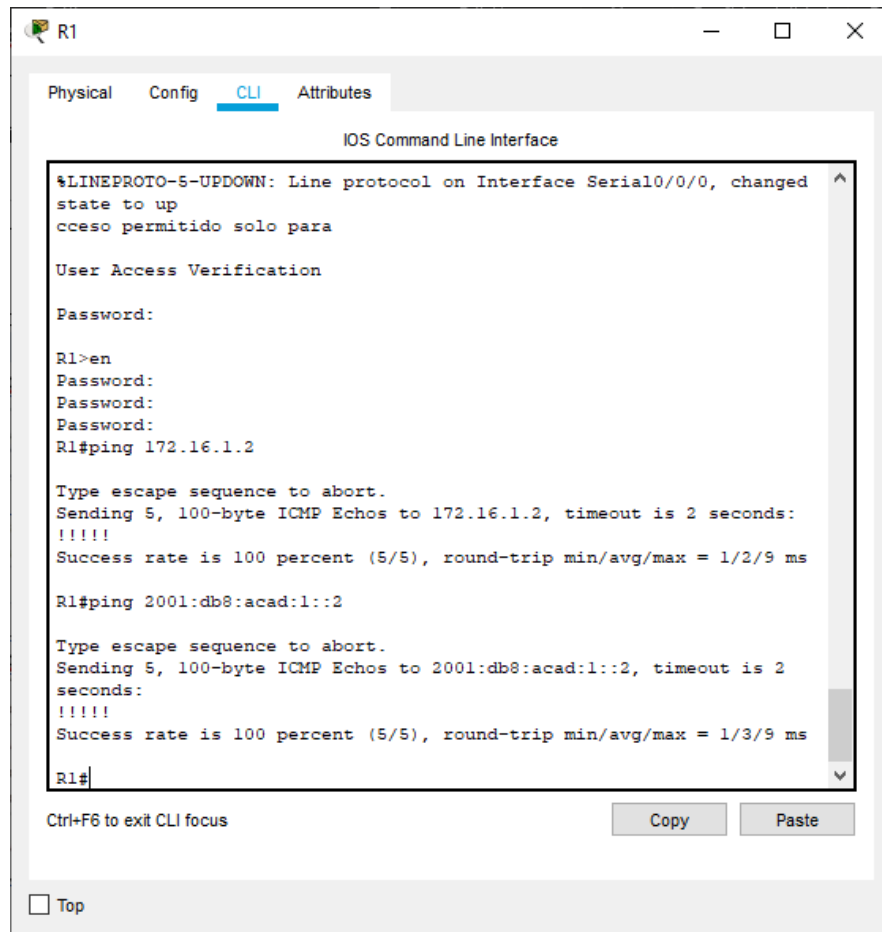 R1
Physical Config CLI Attributes
IOS Command Line Interface
%LINEPROTO-5-UPDOWN: Line protocol on Interface Serial0/0/0, changed
state to up
cceso permitido solo para
User Access Verification
Password:
R1>en
Password:
Password:
Password:
R1#ping 172.16.1.2
Type escape sequence to abort.
Sending 5, 100-byte ICMP Echos to 172.16.1.2, timeout is 2 seconds:
!!!!!
Success rate is 100 percent (5/5), round-trip min/avg/max = 1/2/9 ms
R1#ping 2001:db8:acad:1::2
Type escape sequence to abort.
Sending 5, 100-byte ICMP Echos to 2001:db8:acad:1::2, timeout is 2
seconds:
!!!!!
Success rate is 100 percent (5/5), round-trip min/avg/max = 1/3/9 ms
R1#
Ctrl+F6 to exit CLI focus
Copy Paste
Top